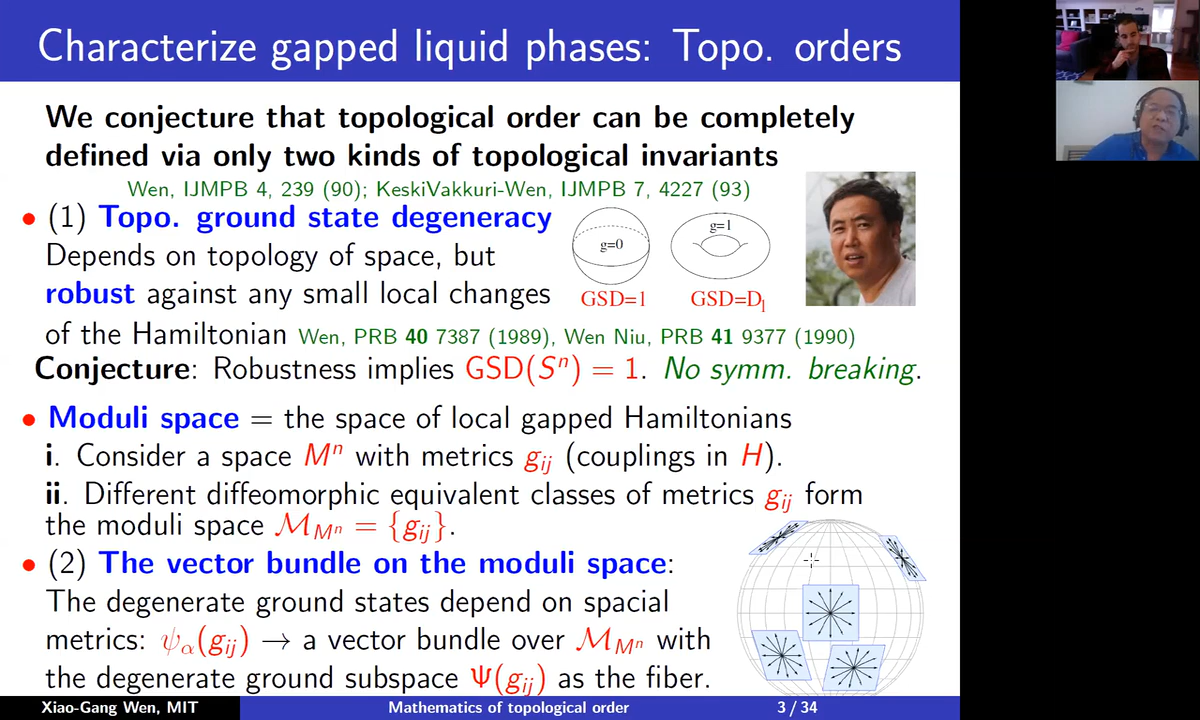 Characterize gapped liquid phases: Topo. orders
We conjecture that topological order can be completely
defined via only two kinds of topological invariants
Wen, IJMPB 4, 239 (90); KeskiVakkuri-Wen, IJMPB 7, 4227 (93)
• (1) Topo. ground state degeneracy
Depends on topology of space, but
robust against any small local changes
of the Hamiltonian Wen, PRB 40 7387 (1989), Wen Niu, PRB 41 9377 (1990)
g=0
g=1
GSD=1
GSD=D₁
Conjecture: Robustness implies GSD(Sⁿ) = 1. No symm. breaking.
• Moduli space = the space of local gapped Hamiltonians
i. Consider a space Mⁿ with metrics g_ij (couplings in H).
ii. Different diffeomorphic equivalent classes of metrics g_ij form
the moduli space ℳ_Mⁿ = {g_ij}.
• (2) The vector bundle on the moduli space:
The degenerate ground states depend on spacial
metrics: ψ_α(g_ij) → a vector bundle over ℳ_Mⁿ with
the degenerate ground subspace Ψ(g_ij) as the fiber.
Xiao-Gang Wen, MIT
Mathematics of topological order
3 / 34